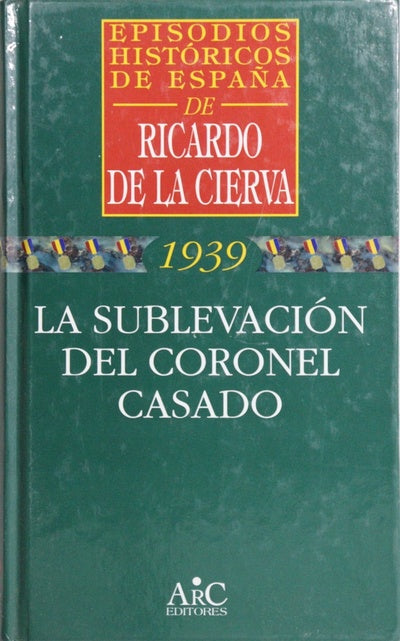 EPISODIOS
HISTÓRICOS
DE ESPAÑA
DE
RICARDO
DE LA CIERVA
1939
LA SUBLEVACIÓN
DEL CORONEL
CASADO
ARC
EDITORES